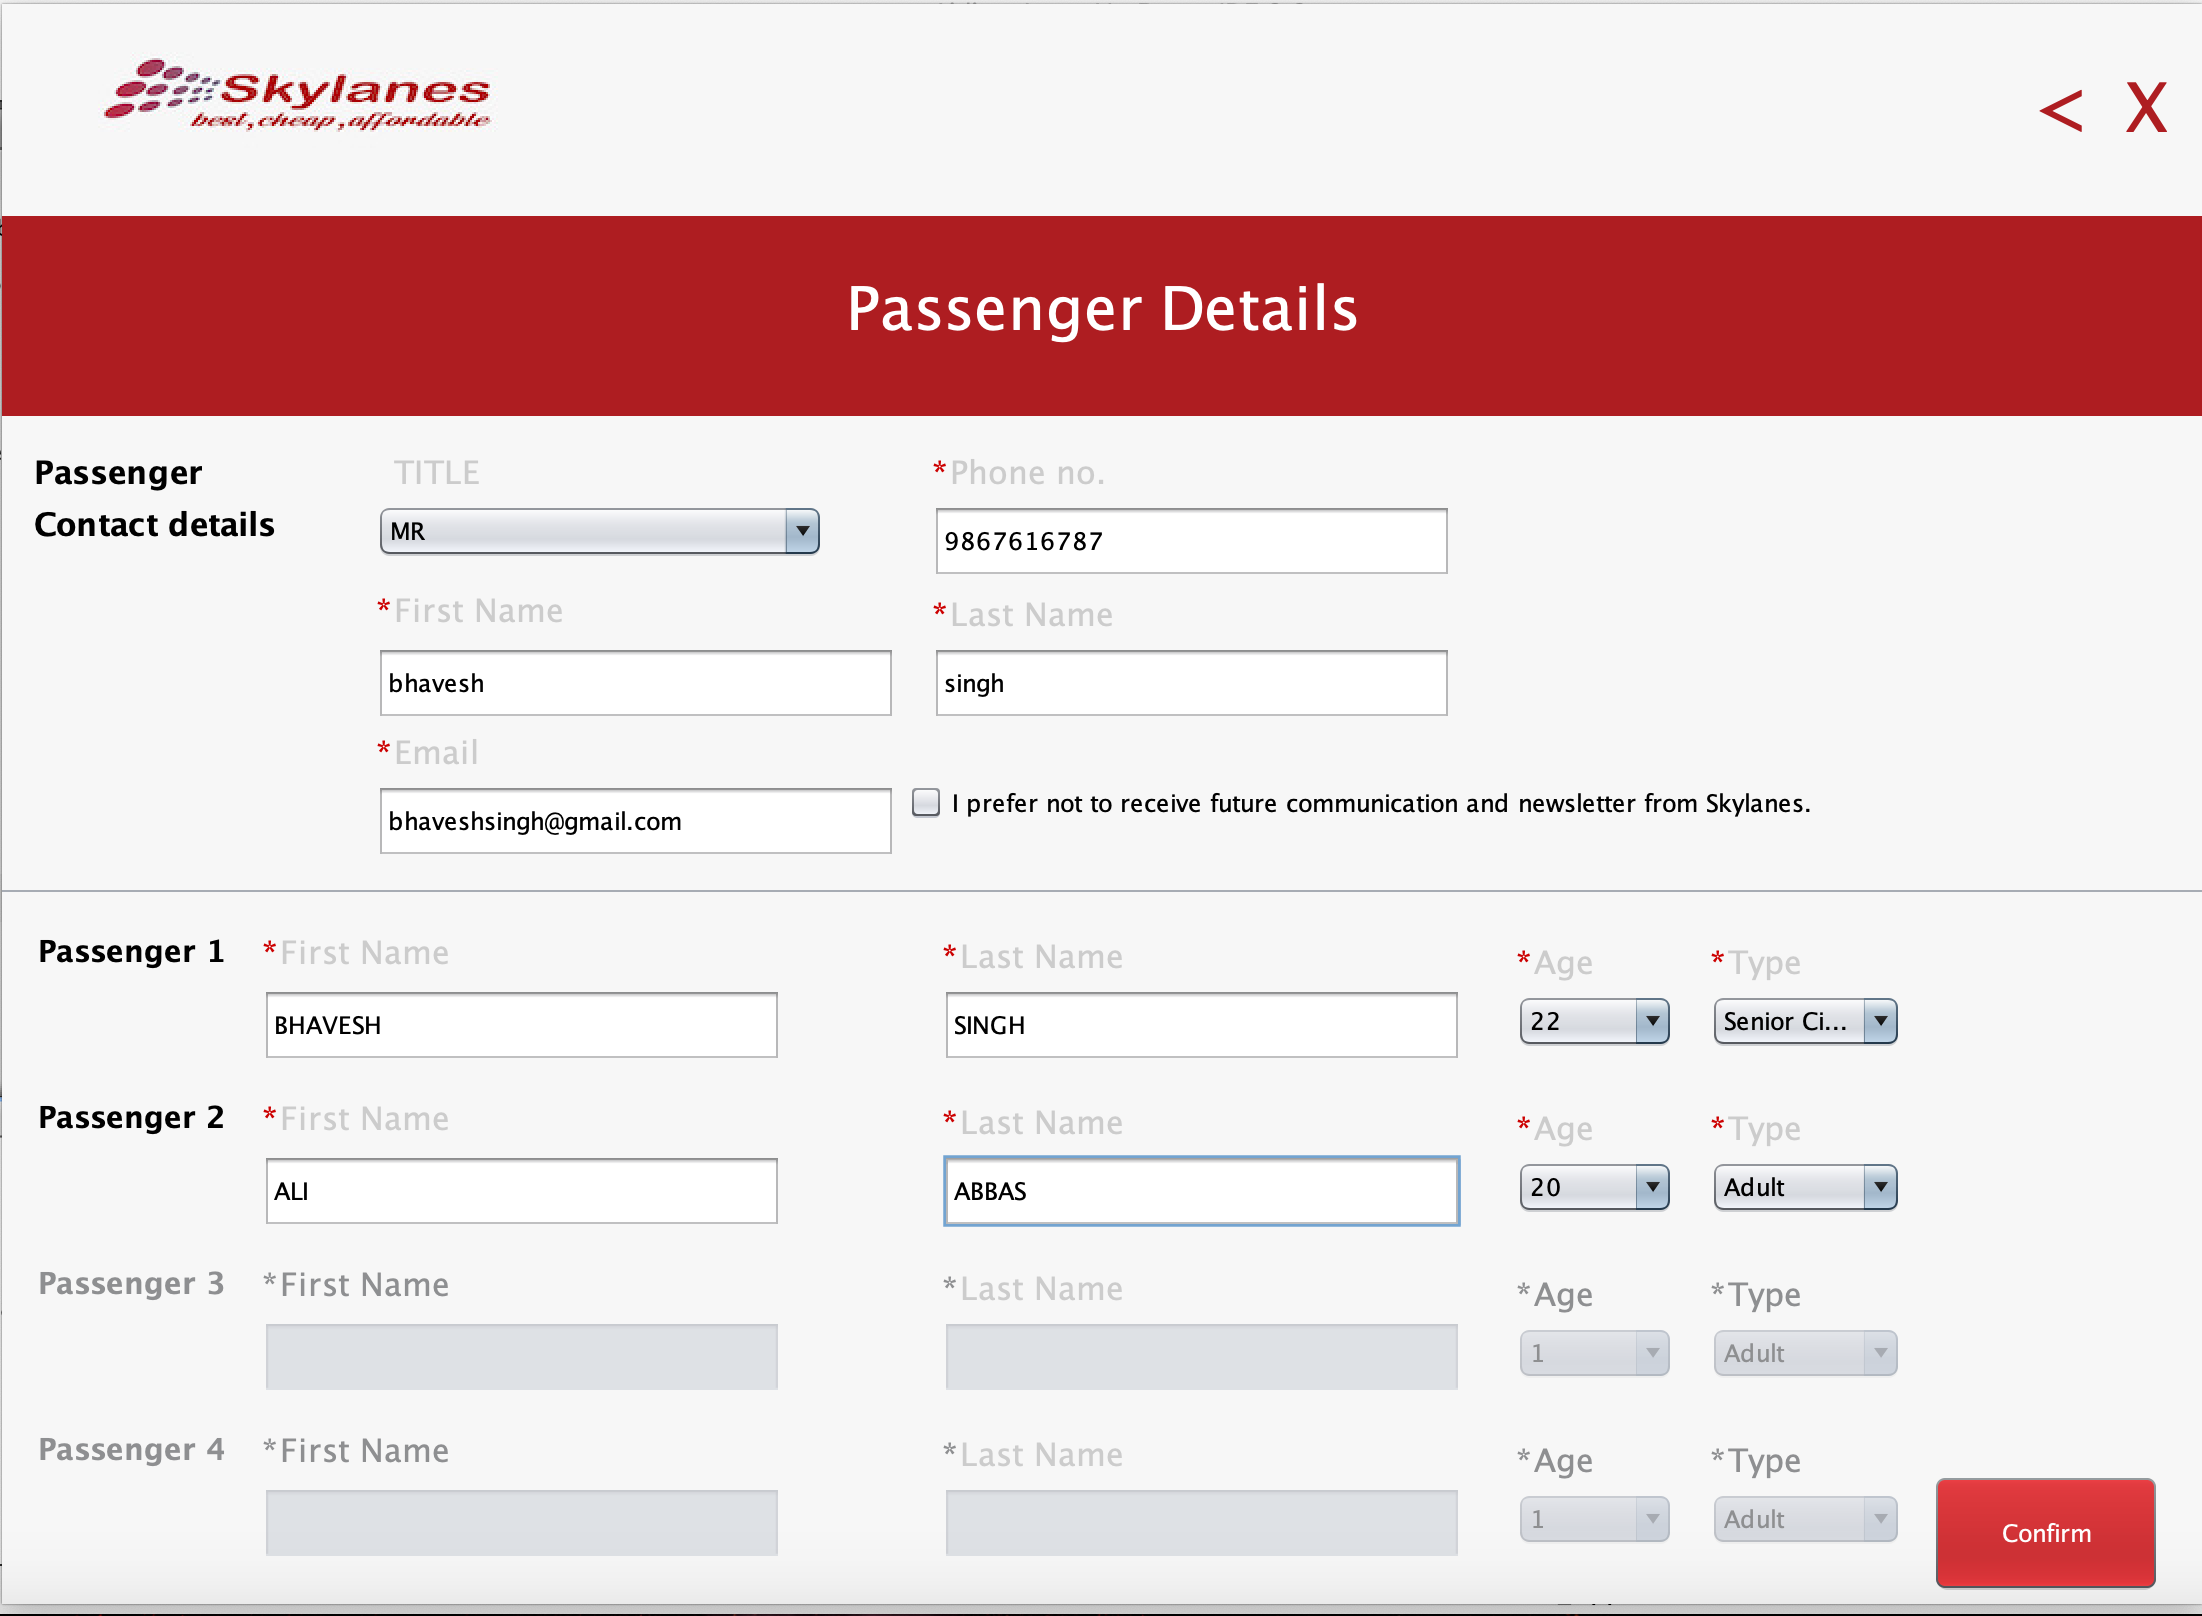 Skylanes
best,cheap,affordable
< X
Passenger Details
Passenger
Contact details
TITLE
*Phone no.
MR
9867616787
*First Name
*Last Name
bhavesh
singh
*Email
bhaveshsingh@gmail.com
I prefer not to receive future communication and newsletter from Skylanes.
Passenger 1 *First Name *Last Name *Age *Type
BHAVESH SINGH 22 Senior Ci...
Passenger 2 *First Name *Last Name *Age *Type
ALI ABBAS 20 Adult
Passenger 3 *First Name *Last Name *Age *Type
1 Adult
Passenger 4 *First Name *Last Name *Age *Type
1 Adult
Confirm